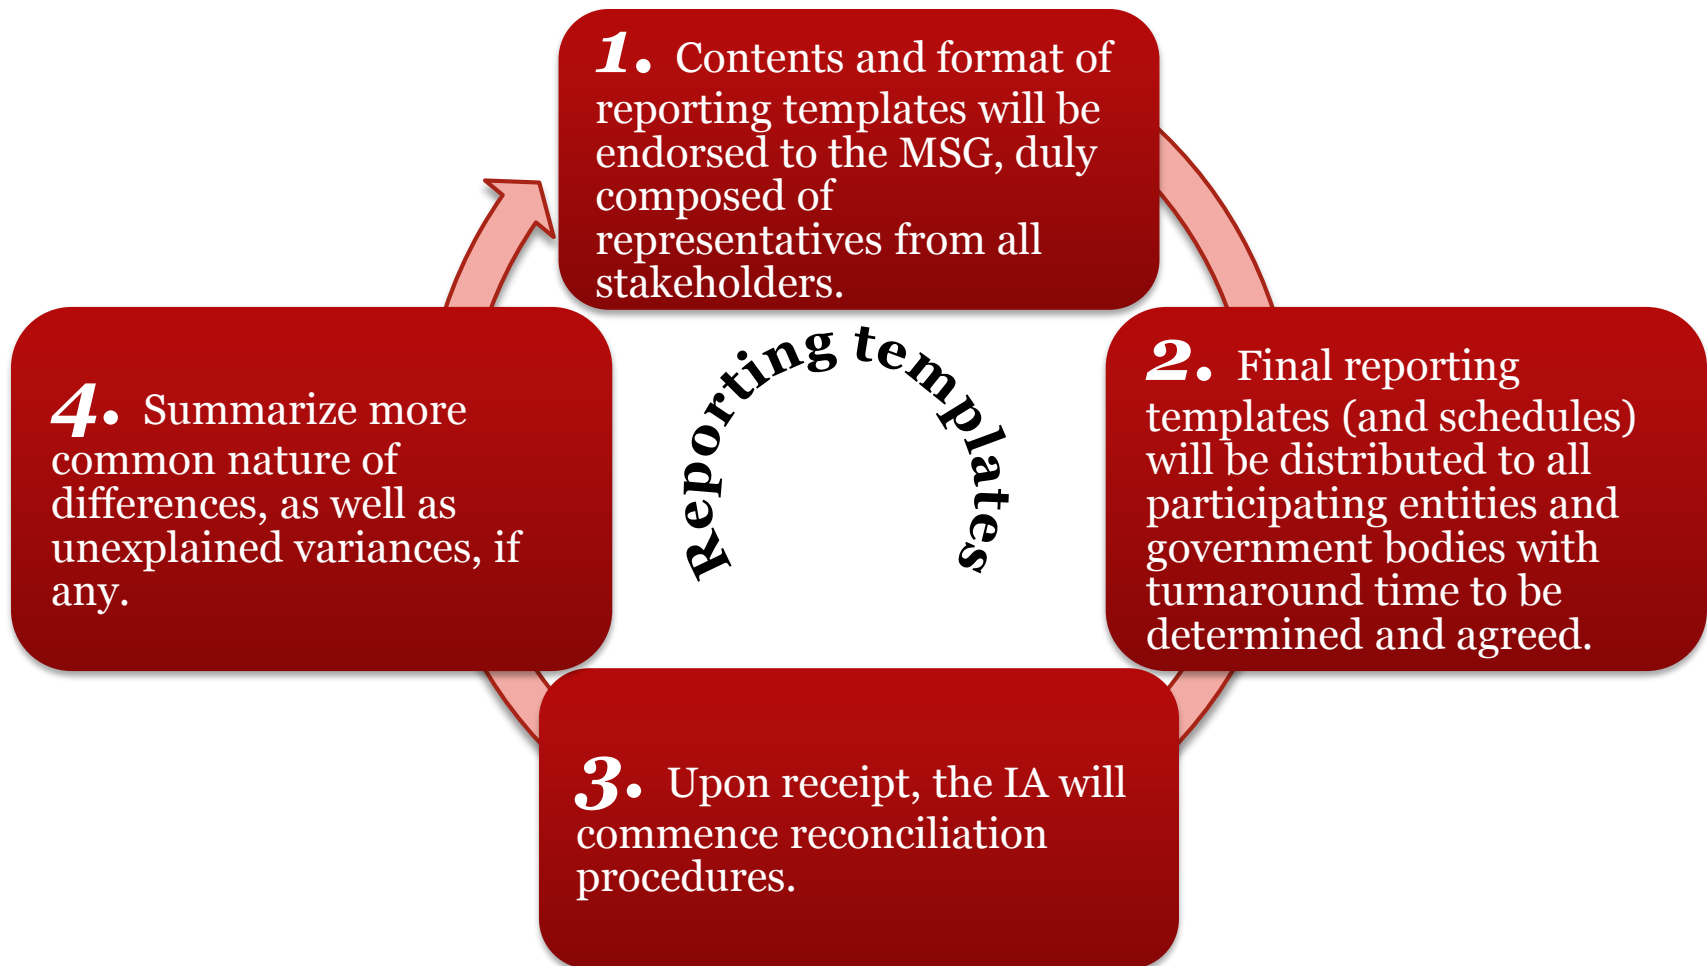 1. Contents and format of
reporting templates will be
endorsed to the MSG, duly
composed of
representatives from all
stakeholders.
Reporting templates
2. Final reporting
templates (and schedules)
will be distributed to all
participating entities and
government bodies with
turnaround time to be
determined and agreed.
3. Upon receipt, the IA will
commence reconciliation
procedures.
4. Summarize more
common nature of
differences, as well as
unexplained variances, if
any.